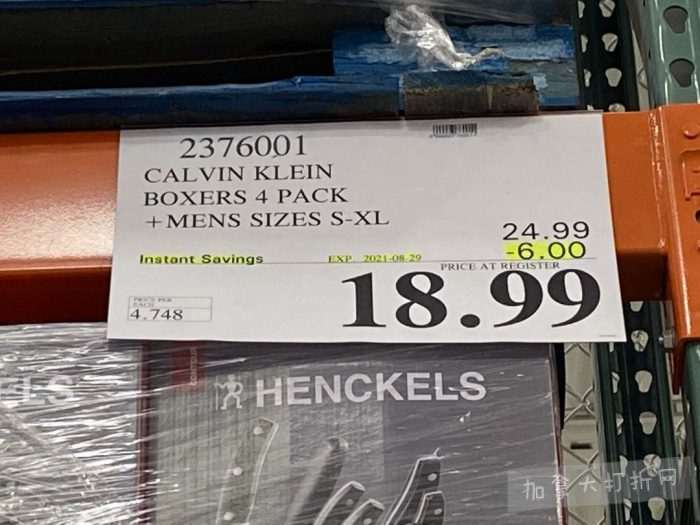 2376001
CALVIN KLEIN
BOXERS 4 PACK
+MENS SIZES S-XL
24.99
Instant Savings EXP. 2021-08-29 -6.00
PRICE AT REGISTER
18.99
PRICE PER
EACH
4.748
ELS
HENCKELS
加拿大打折网